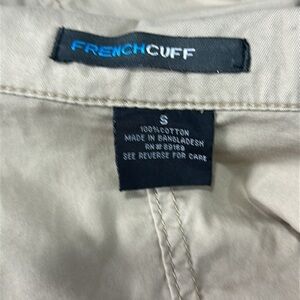 FRENCHCUFF
S
100% COTTON
MADE IN BANGLADESH
RN# 89169
SEE REVERSE FOR CARE